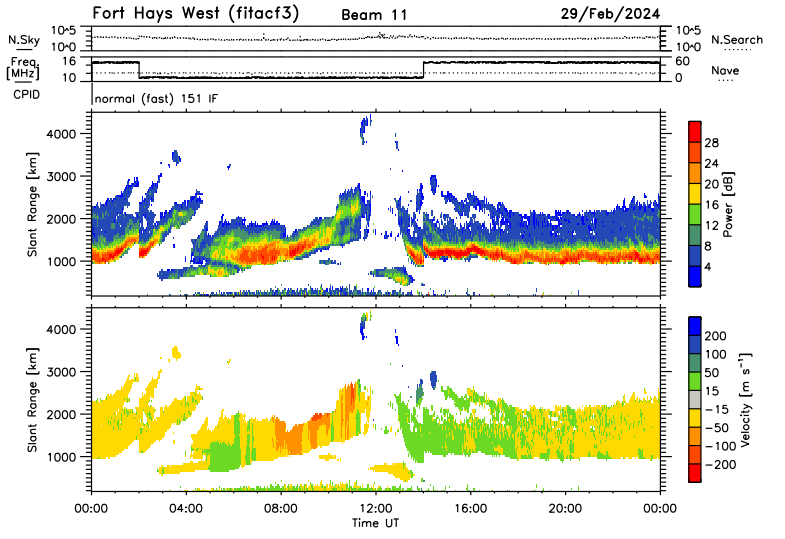 Fort Hays West (fitacf3) Beam 11 29/Feb/2024
N.Sky 10^5 10^0 10^5 10^0 N.Search
Freq. [MHz] 16 10 60 0 Nave
CPID normal (fast) 151 IF
Slant Range [km] 4000 3000 2000 1000
Power [dB] 28 24 20 16 12 8 4
Slant Range [km] 4000 3000 2000 1000
Velocity [m s⁻¹] 200 100 50 15 −15 −50 −100 −200
00:00 04:00 08:00 12:00 16:00 20:00 00:00
Time UT